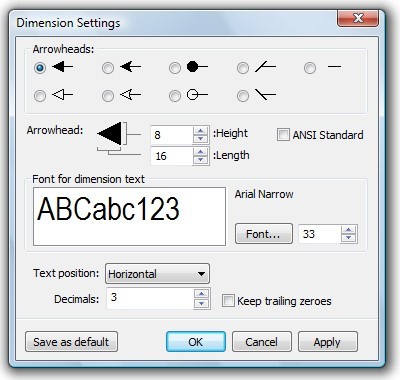 Dimension Settings
Arrowheads:
Arrowhead:
8 :Height
ANSI Standard
16 :Length
Font for dimension text
ABCabc123
Arial Narrow
Font... 33
Text position: Horizontal
Decimals: 3
Keep trailing zeroes
Save as default OK Cancel Apply